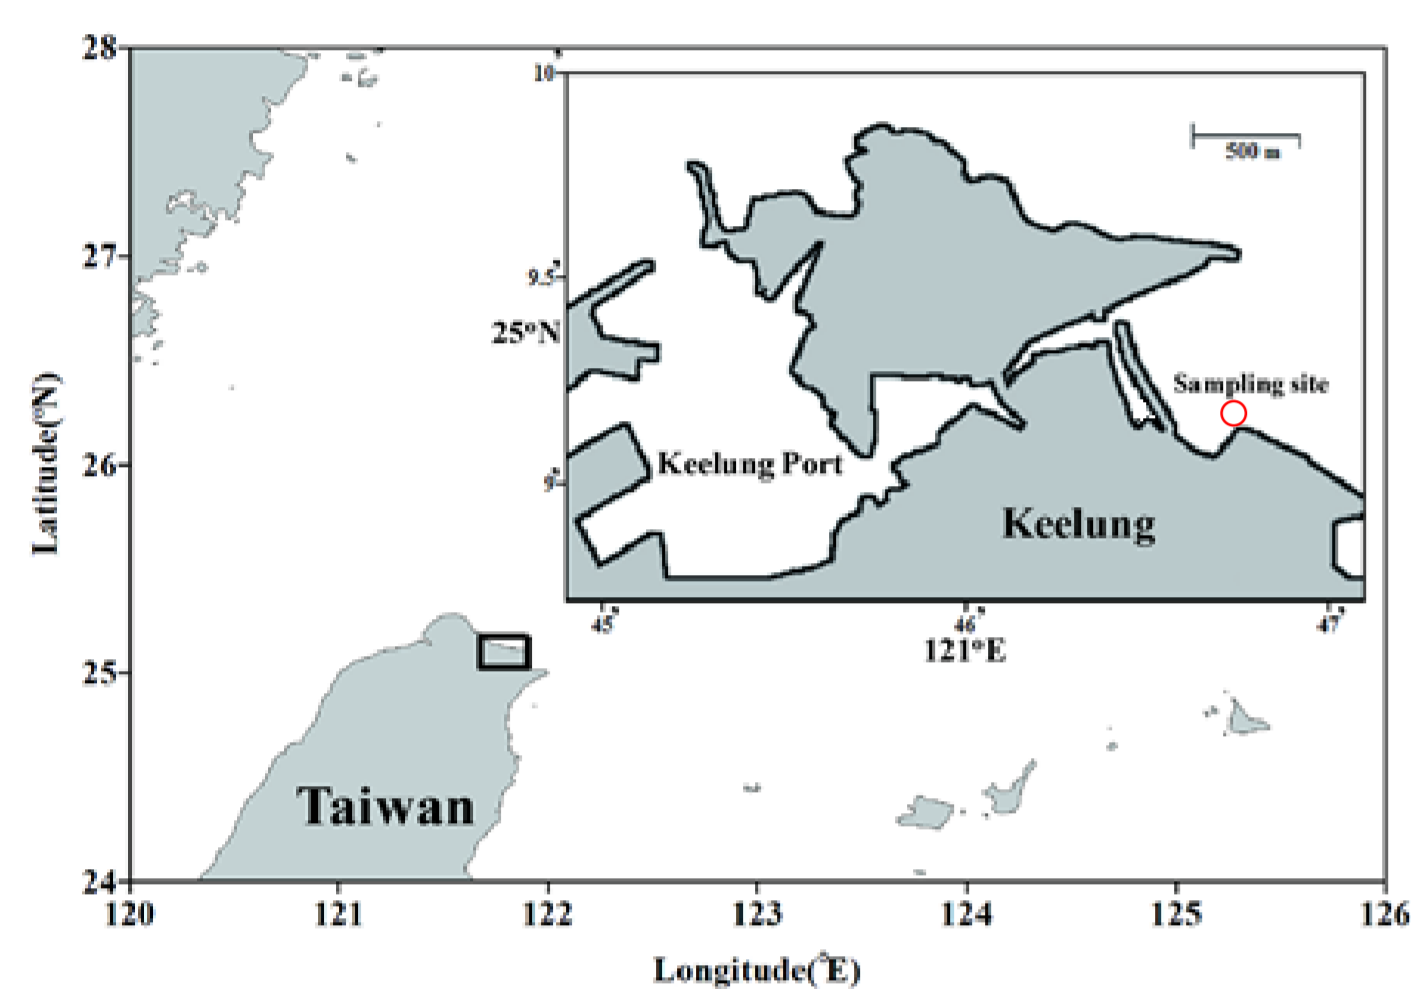 28
10'
500 m
27
9.5'
25°N
Sampling site
Latitude(°N)
26
Keelung Port
9'
Keelung
45'
46'
47'
121°E
25
Taiwan
24
120
121
122
123
124
125
126
Longitude(°E)